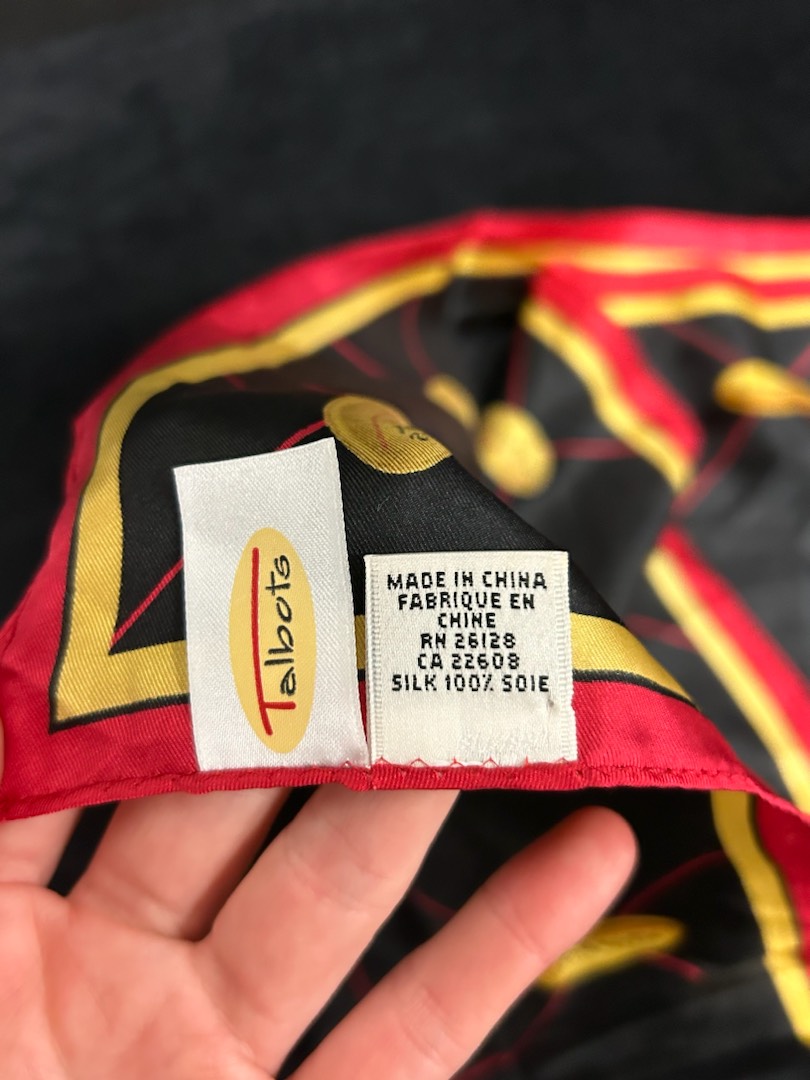 Talbots
MADE IN CHINA
FABRIQUE EN
CHINE
RN 26128
CA 22608
SILK 100% SOIE